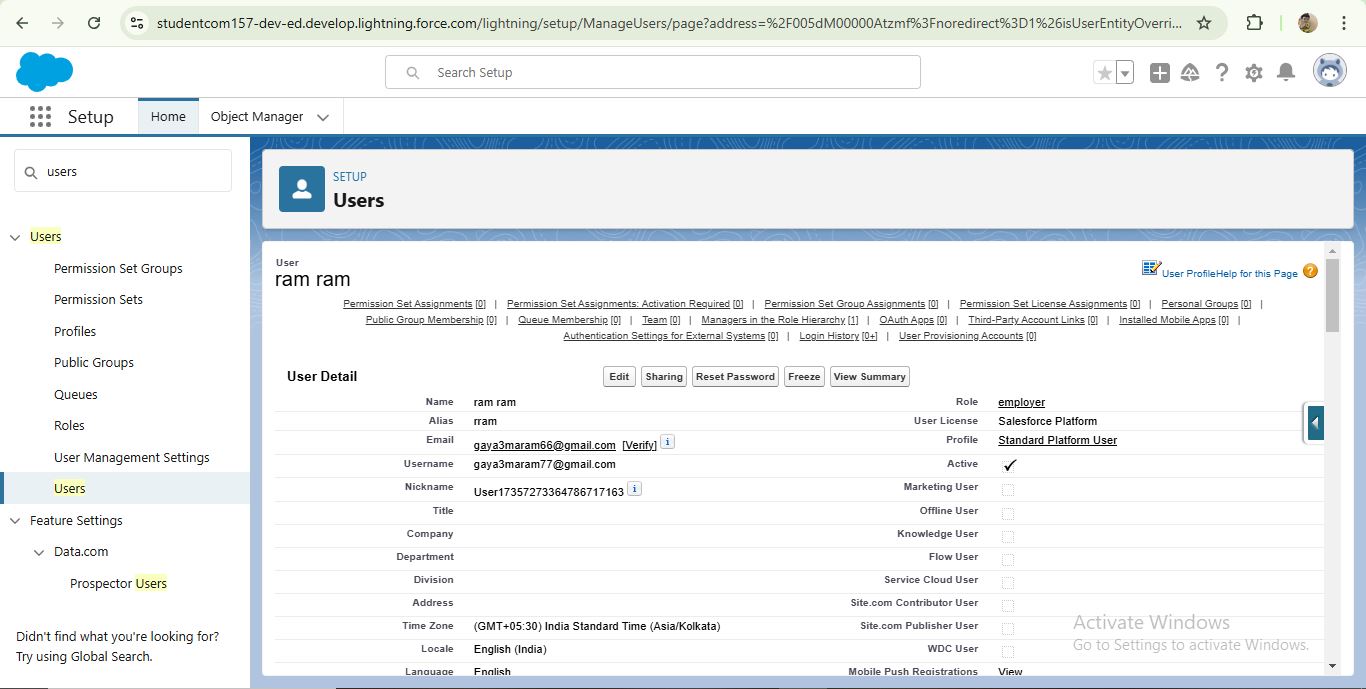 studentcom157-dev-ed.develop.lightning.force.com/lightning/setup/ManageUsers/page?address=%2F005dM00000Atzmf%3Fnoredirect%3D1%26isUserEntityOverri...
Search Setup
Setup Home Object Manager
users
Users
Permission Set Groups
Permission Sets
Profiles
Public Groups
Queues
Roles
User Management Settings
Users
Feature Settings
Data.com
Prospector Users
Didn't find what you're looking for?
Try using Global Search.
SETUP
Users
User
ram ram
User ProfileHelp for this Page
Permission Set Assignments [0] | Permission Set Assignments: Activation Required [0] | Permission Set Group Assignments [0] | Permission Set License Assignments [0] | Personal Groups [0] |
Public Group Membership [0] | Queue Membership [0] | Team [0] | Managers in the Role Hierarchy [1] | OAuth Apps [0] | Third-Party Account Links [0] | Installed Mobile Apps [0] |
Authentication Settings for External Systems [0] | Login History [0+] | User Provisioning Accounts [0]
User Detail Edit Sharing Reset Password Freeze View Summary
Name ram ram Role employer
Alias rram User License Salesforce Platform
Email gaya3maram66@gmail.com [Verify] i Profile Standard Platform User
Username gaya3maram77@gmail.com Active ✓
Nickname User17357273364786717163 i Marketing User
Title Offline User
Company Knowledge User
Department Flow User
Division Service Cloud User
Address Site.com Contributor User
Time Zone (GMT+05:30) India Standard Time (Asia/Kolkata) Site.com Publisher User
Locale English (India) WDC User
Language English Mobile Push Registrations View
Activate Windows
Go to Settings to activate Windows.